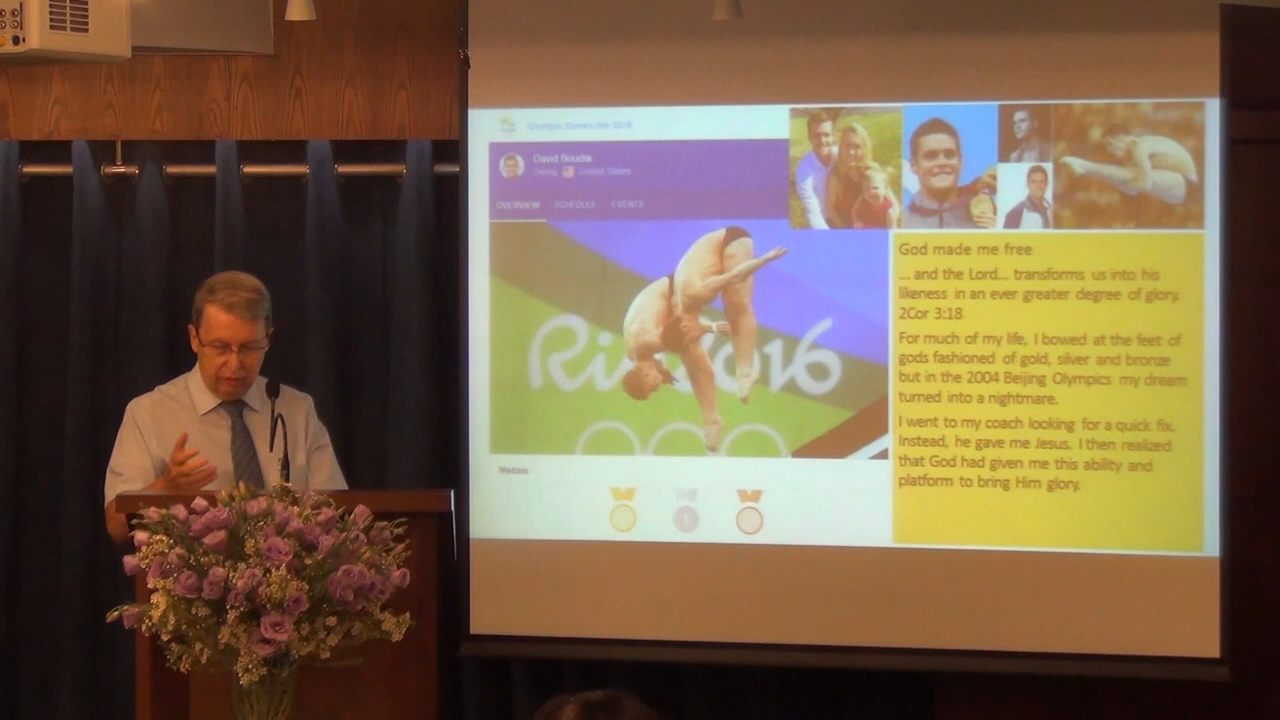 Olympic Games Rio 2016
David Boudia
Diving United States
OVERVIEW SCHEDULE EVENTS
Rio2016
Medals
God made me free
... and the Lord... transforms us into his
likeness in an ever greater degree of glory.
2Cor 3:18
For much of my life, I bowed at the feet of
gods fashioned of gold, silver and bronze
but in the 2004 Beijing Olympics my dream
turned into a nightmare.
I went to my coach looking for a quick fix.
Instead, he gave me Jesus. I then realized
that God had given me this ability and
platform to bring Him glory.